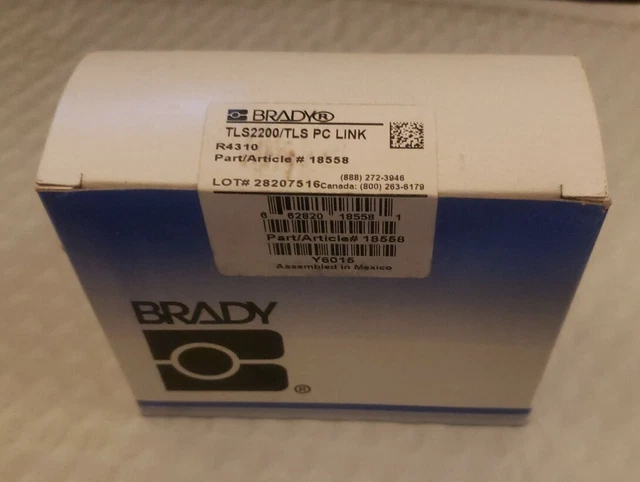 BRADY®
TLS2200/TLS PC LINK
R4310
Part/Article # 18558
(888) 272-3946
LOT# 28207516 Canada: (800) 263-6179
6 62820 18558 1
Part/Article# 18558
Y6015
Assembled in Mexico
BRADY
®